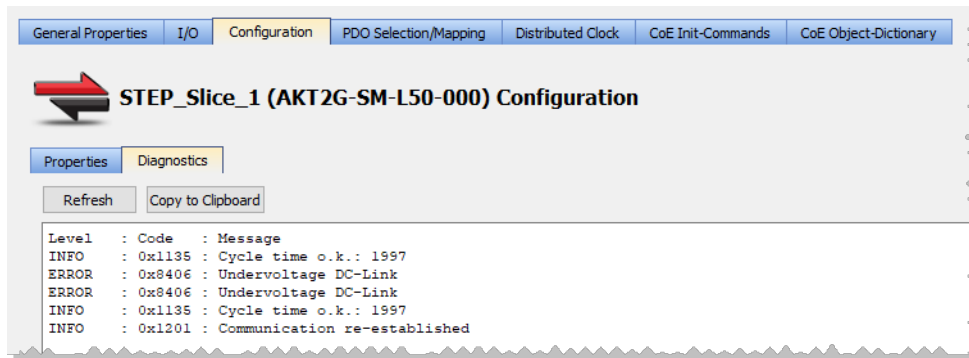 General Properties I/O Configuration PDO Selection/Mapping Distributed Clock CoE Init-Commands CoE Object-Dictionary
STEP_Slice_1 (AKT2G-SM-L50-000) Configuration
Properties Diagnostics
Refresh Copy to Clipboard
Level : Code : Message
INFO : 0x1135 : Cycle time o.k.: 1997
ERROR : 0x8406 : Undervoltage DC-Link
ERROR : 0x8406 : Undervoltage DC-Link
INFO : 0x1135 : Cycle time o.k.: 1997
INFO : 0x1201 : Communication re-established